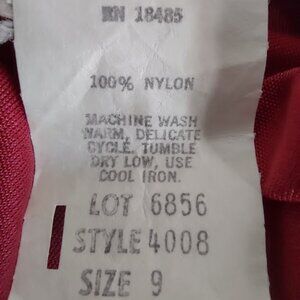 RN 18485
100% NYLON
MACHINE WASH
WARM, DELICATE
CYCLE. TUMBLE
DRY LOW, USE
COOL IRON.
LOT 6856
STYLE 4008
SIZE 9